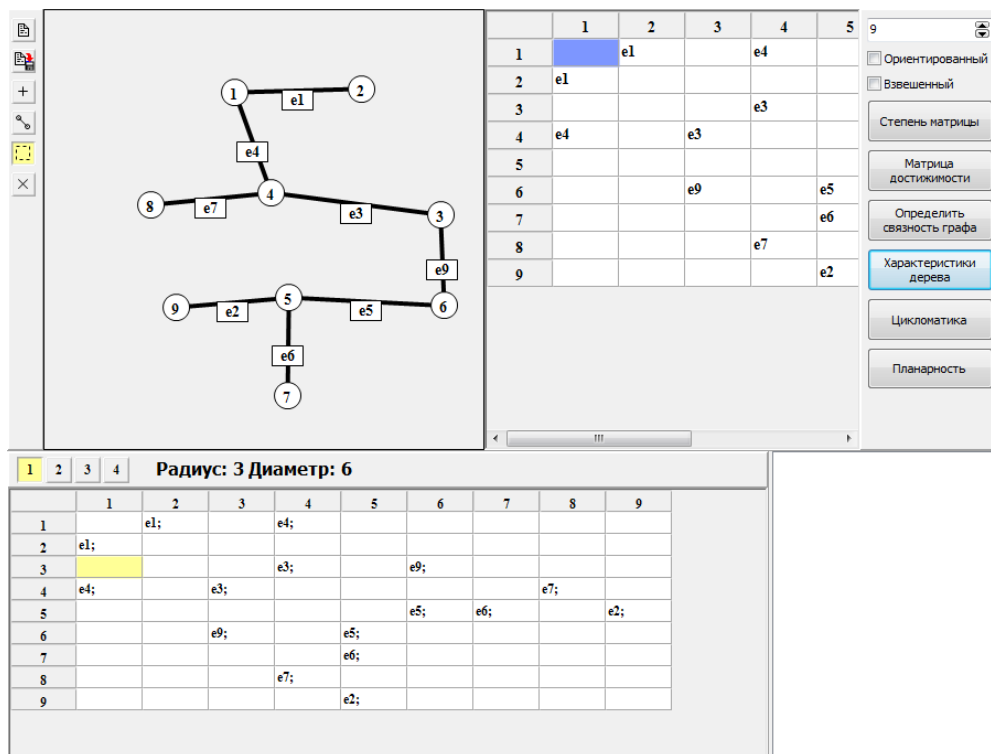 1 2 e1
e4
8 e7 4 e3 3
e9
9 e2 5 e5 6
e6
7
1 2 3 4 5
1 e1 e4
2 e1
3 e3
4 e4 e3
5
6 e9 e5
7 e6
8 e7
9 e2
9
Ориентированный
Взвешенный
Степень матрицы
Матрица
достижимости
Определить
связность графа
Характеристики
дерева
Цикломатика
Планарность
1 2 3 4 Радиус: 3 Диаметр: 6
1 2 3 4 5 6 7 8 9
1 e1; e4;
2 e1;
3 e3; e9;
4 e4; e3; e7;
5 e5; e6; e2;
6 e9; e5;
7 e6;
8 e7;
9 e2;